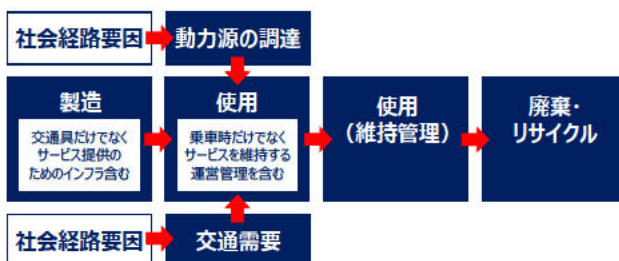 社会経路要因
動力源の調達
製造
交通具だけでなく
サービス提供の
ためのインフラ含む
使用
乗車時だけでなく
サービスを維持する
運営管理を含む
使用
（維持管理）
廃棄・
リサイクル
社会経路要因
交通需要